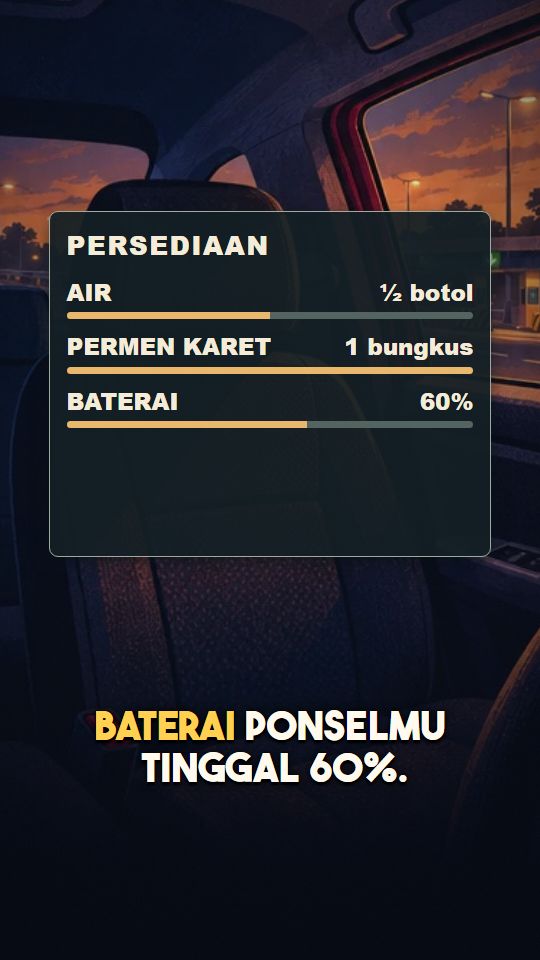 PERSEDIAAN
AIR ½ botol
PERMEN KARET 1 bungkus
BATERAI 60%
BATERAI PONSELMU
TINGGAL 60%.